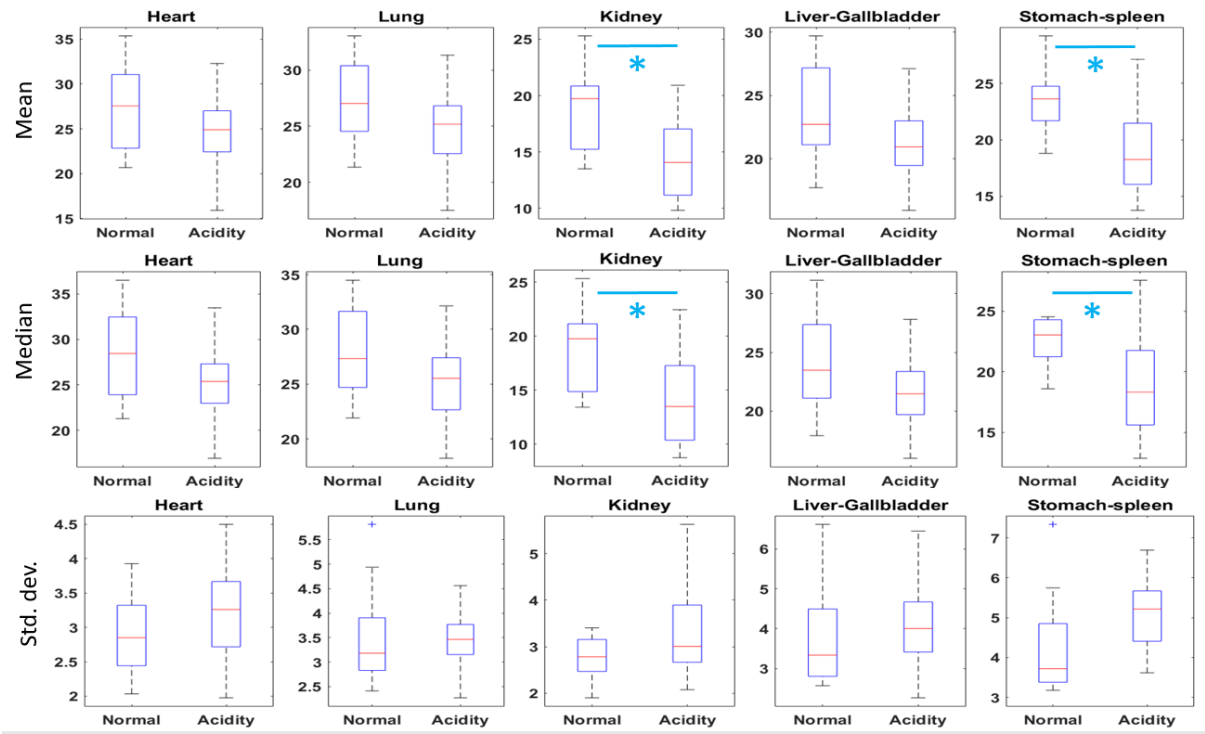 Heart Lung Kidney Liver-Gallbladder Stomach-spleen
Mean
35 30 25 20 15
30 25 20
25 20 15 10
* 
30 25 20
25 20 15
*
Normal Acidity Normal Acidity Normal Acidity Normal Acidity Normal Acidity
Heart Lung Kidney Liver-Gallbladder Stomach-spleen
Median
35 30 25 20
35 30 25 20
25 20 15 10
*
30 25 20
25 20 15
*
Normal Acidity Normal Acidity Normal Acidity Normal Acidity Normal Acidity
Heart Lung Kidney Liver-Gallbladder Stomach-spleen
Std. dev.
4.5 4 3.5 3 2.5 2
5.5 5 4.5 4 3.5 3 2.5
5 4 3 2
6 5 4 3
7 6 5 4 3
Normal Acidity Normal Acidity Normal Acidity Normal Acidity Normal Acidity